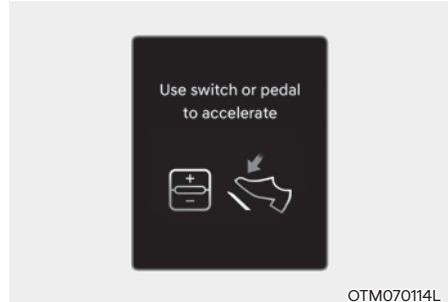 Use switch or pedal
to accelerate
+
−
OTM070114L